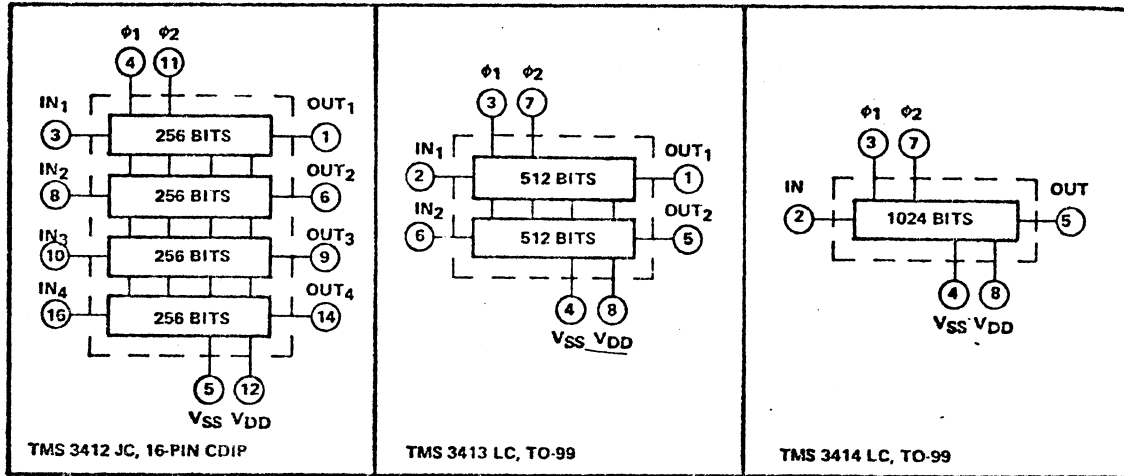 ϕ1 ϕ2
4 11
IN1 OUT1
3 256 BITS 1
IN2 OUT2
8 256 BITS 6
IN3 OUT3
10 256 BITS 9
IN4 OUT4
16 256 BITS 14
5 12
VSS VDD
TMS 3412 JC, 16-PIN CDIP
ϕ1 ϕ2
3 7
IN1 OUT1
2 512 BITS 1
IN2 OUT2
6 512 BITS 5
4 8
VSS VDD
TMS 3413 LC, TO-99
ϕ1 ϕ2
3 7
IN OUT
2 1024 BITS 5
4 8
VSS VDD
TMS 3414 LC, TO-99